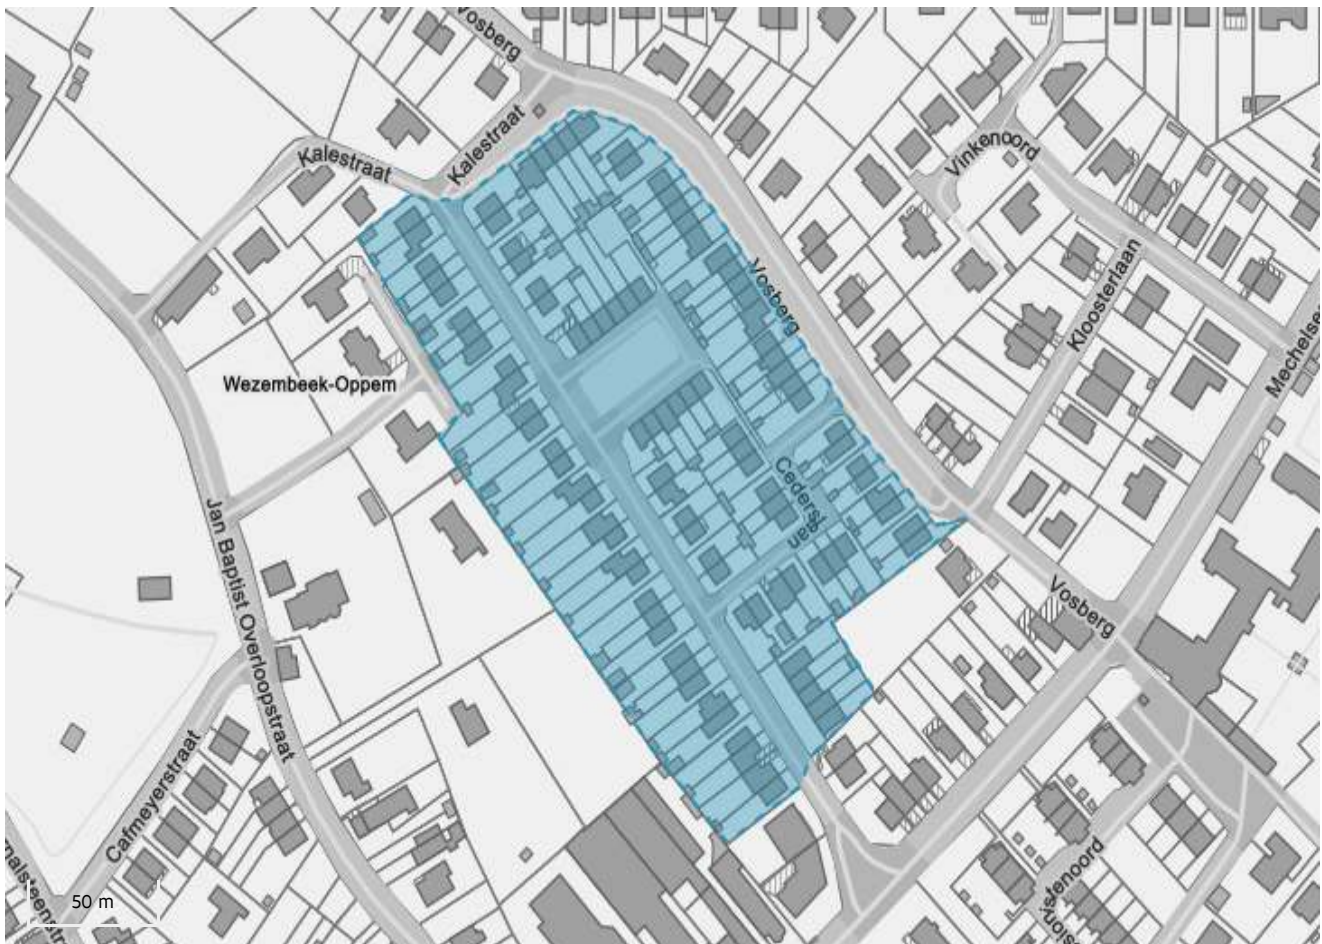 Vosberg
Kalestraat
Kalestraat
Vinkenoord
Kloosterlaan
Vosberg
Wezembeek-Oppem
Cederslaan
Jan Baptist Overloopstraat
Vosberg
Cafmeyerstraat
50 m